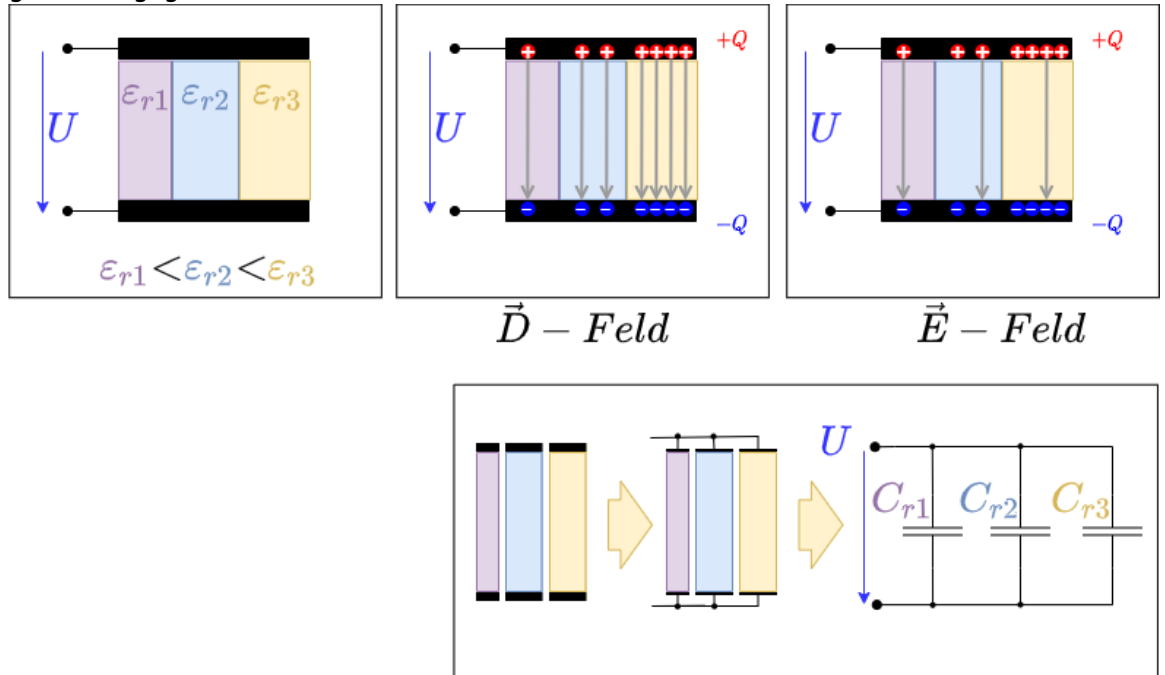 U
εr1 εr2 εr3
εr1<εr2<εr3
U
+Q
−Q
U
+Q
−Q
D⃗ − Feld
E⃗ − Feld
U
Cr1 Cr2 Cr3